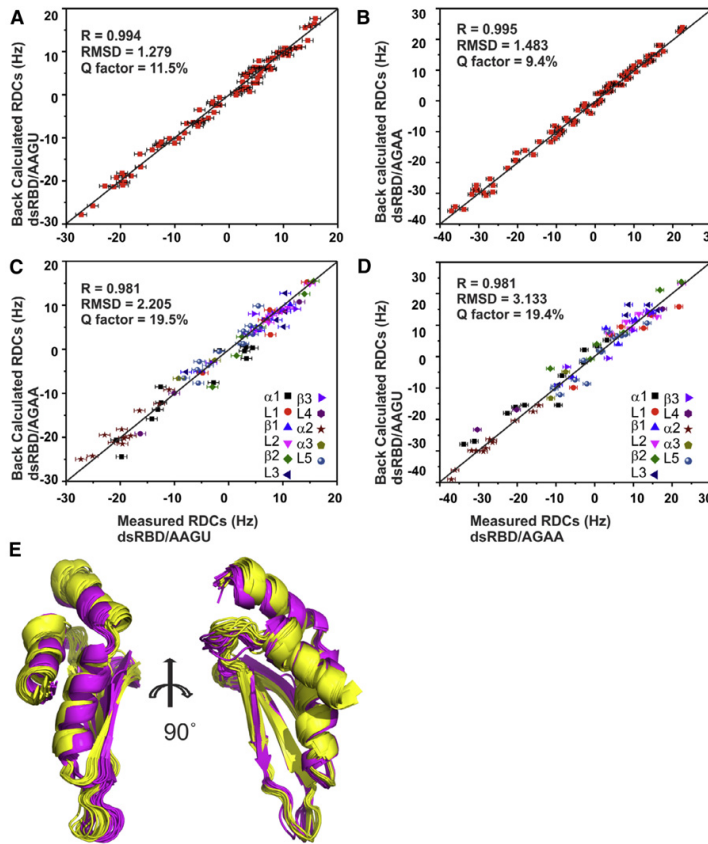 A
R = 0.994
RMSD = 1.279
Q factor = 11.5%
Back Calculated RDCs (Hz)
dsRBD/AAGU
20
10
0
-10
-20
-30
-30 -20 -10 0 10 20
B
R = 0.995
RMSD = 1.483
Q factor = 9.4%
Back calculated RDCs (Hz)
dsRBD/AGAA
30
20
10
0
-10
-20
-30
-40
-40 -30 -20 -10 0 10 20 30
C
R = 0.981
RMSD = 2.205
Q factor = 19.5%
Back Calculated RDCs (Hz)
dsRBD/AGAA
20
10
0
-10
-20
-30
α1 β3
L1 L4
β1 α2
L2 α3
β2 L5
L3
-30 -20 -10 0 10 20
Measured RDCs (Hz)
dsRBD/AAGU
D
R = 0.981
RMSD = 3.133
Q factor = 19.4%
Back Calculated RDCs (Hz)
dsRBD/AAGU
30
20
10
0
-10
-20
-30
-40
α1 β3
L1 L4
β1 α2
L2 α3
β2 L5
L3
-40 -30 -20 -10 0 10 20 30
Measured RDCs (Hz)
dsRBD/AGAA
E
90°